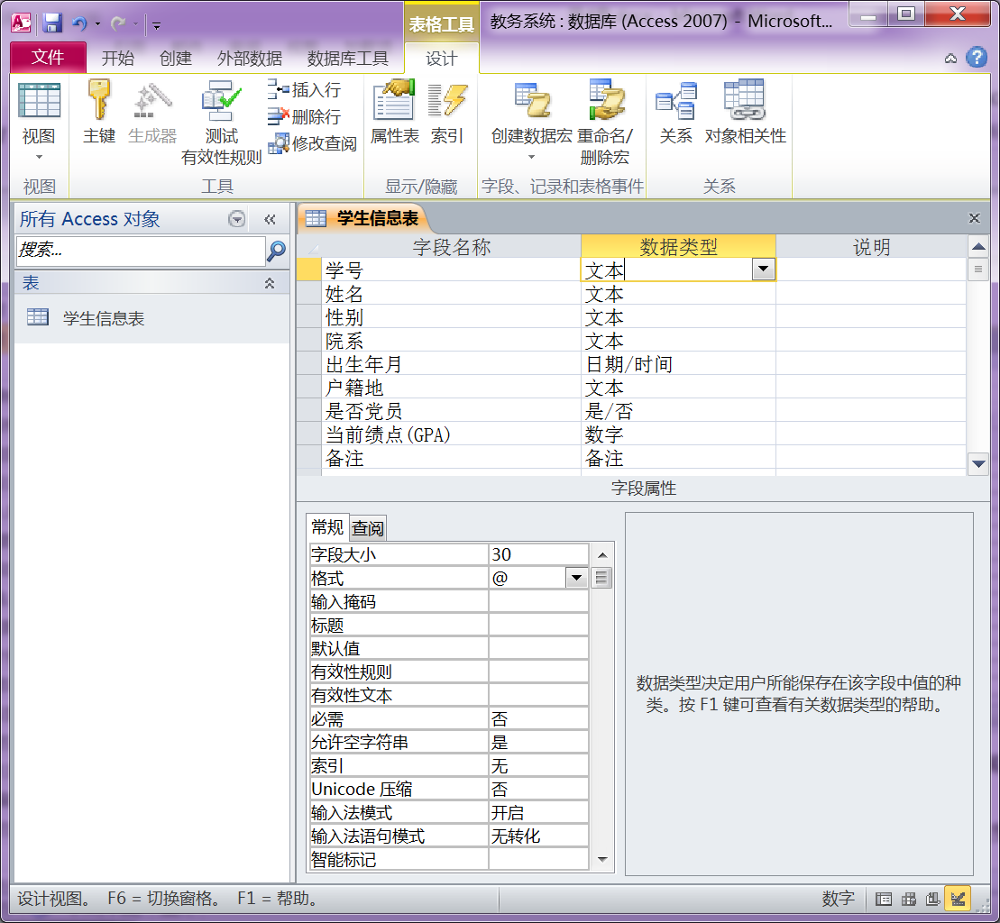 表格工具
教务系统 : 数据库 (Access 2007) - Microsoft...
文件 开始 创建 外部数据 数据库工具 设计
视图
主键
生成器
测试
有效性规则
插入行
删除行
修改查阅
属性表
索引
创建数据宏
重命名/
删除宏
关系
对象相关性
视图 工具 显示/隐藏 字段、记录和表格事件 关系
所有 Access 对象
搜索...
表
学生信息表
学生信息表
字段名称 数据类型 说明
学号 文本
姓名 文本
性别 文本
院系 文本
出生年月 日期/时间
户籍地 文本
是否党员 是/否
当前绩点(GPA) 数字
备注 备注
字段属性
常规 查阅
字段大小 30
格式 @
输入掩码
标题
默认值
有效性规则
有效性文本
必需 否
允许空字符串 是
索引 无
Unicode 压缩 否
输入法模式 开启
输入法语句模式 无转化
智能标记
数据类型决定用户所能保存在该字段中值的种
类。按 F1 键可查看有关数据类型的帮助。
设计视图。 F6 = 切换窗格。 F1 = 帮助。 数字